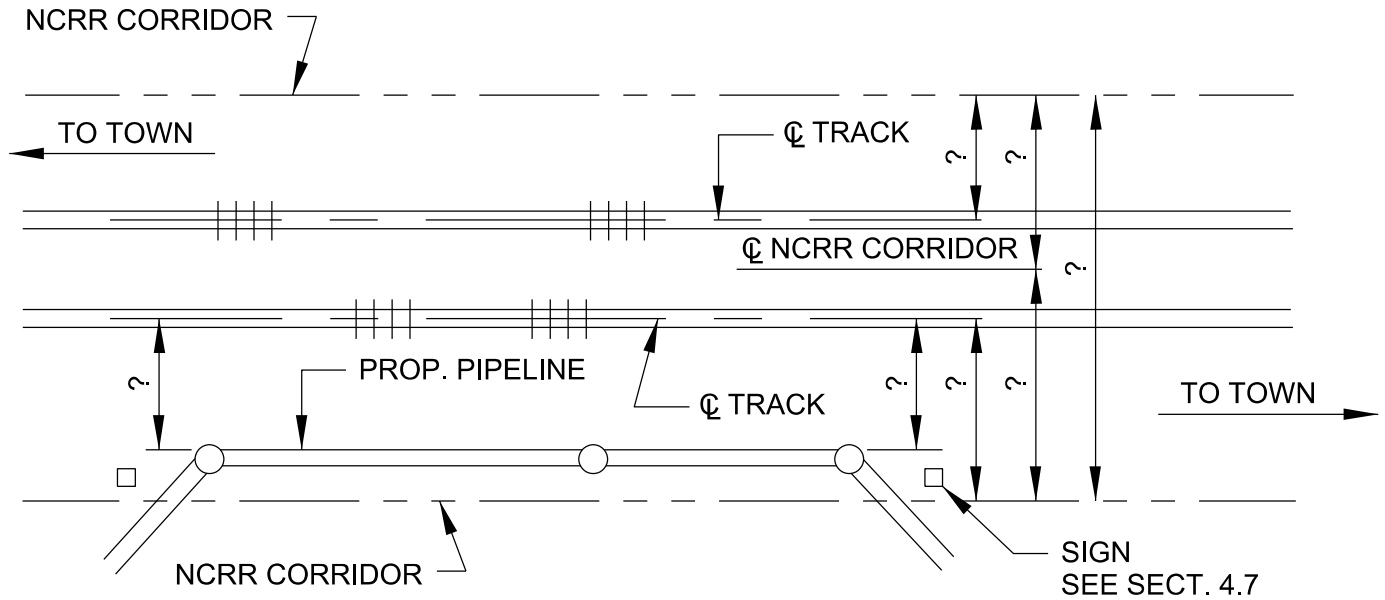 NCRR CORRIDOR
TO TOWN
℄ TRACK
?
?
℄ NCRR CORRIDOR
?
PROP. PIPELINE
?
?
?
?
TO TOWN
℄ TRACK
NCRR CORRIDOR
SIGN
SEE SECT. 4.7